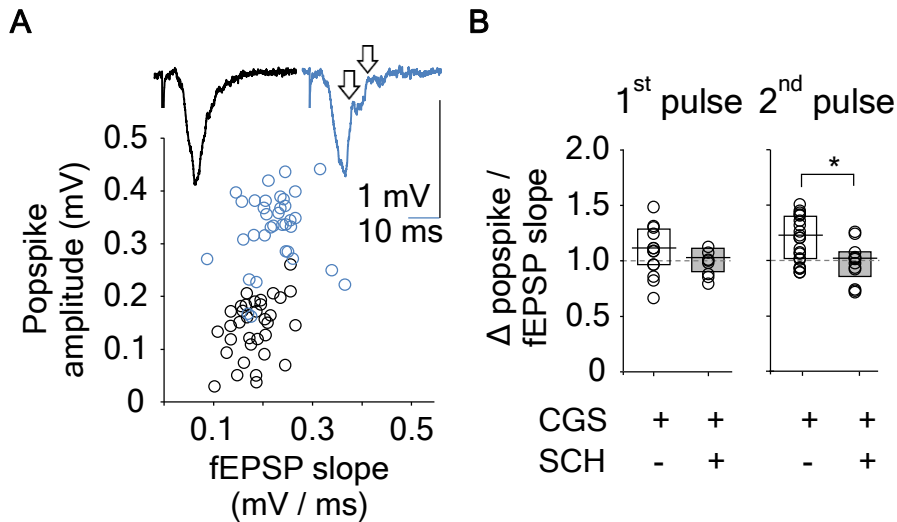 A
1 mV
10 ms
Popspike
amplitude (mV)
0.5
0.4
0.3
0.2
0.1
0
0.1 0.3 0.5
fEPSP slope
(mV / ms)
B
1st pulse 2nd pulse
Δ popspike /
fEPSP slope
2.0
1.5
1.0
0.5
0
*
CGS + + + +
SCH - + - +